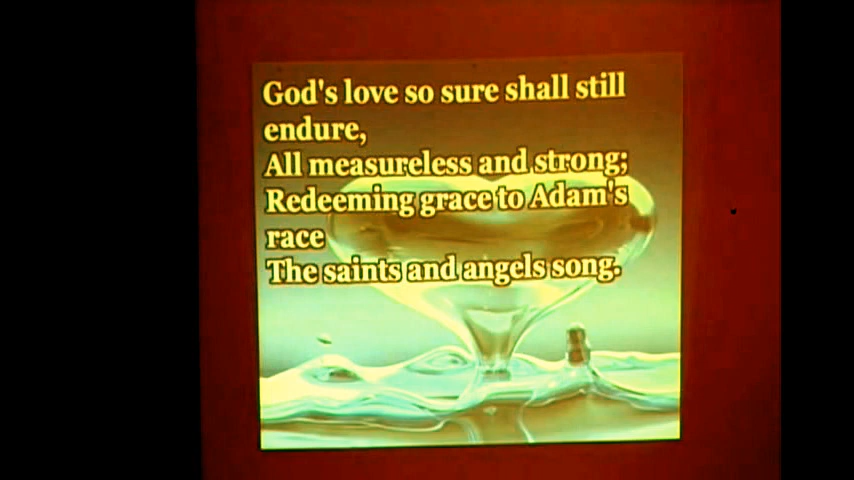 God's love so sure shall still
endure,
All measureless and strong;
Redeeming grace to Adam's
race
The saints and angels song.